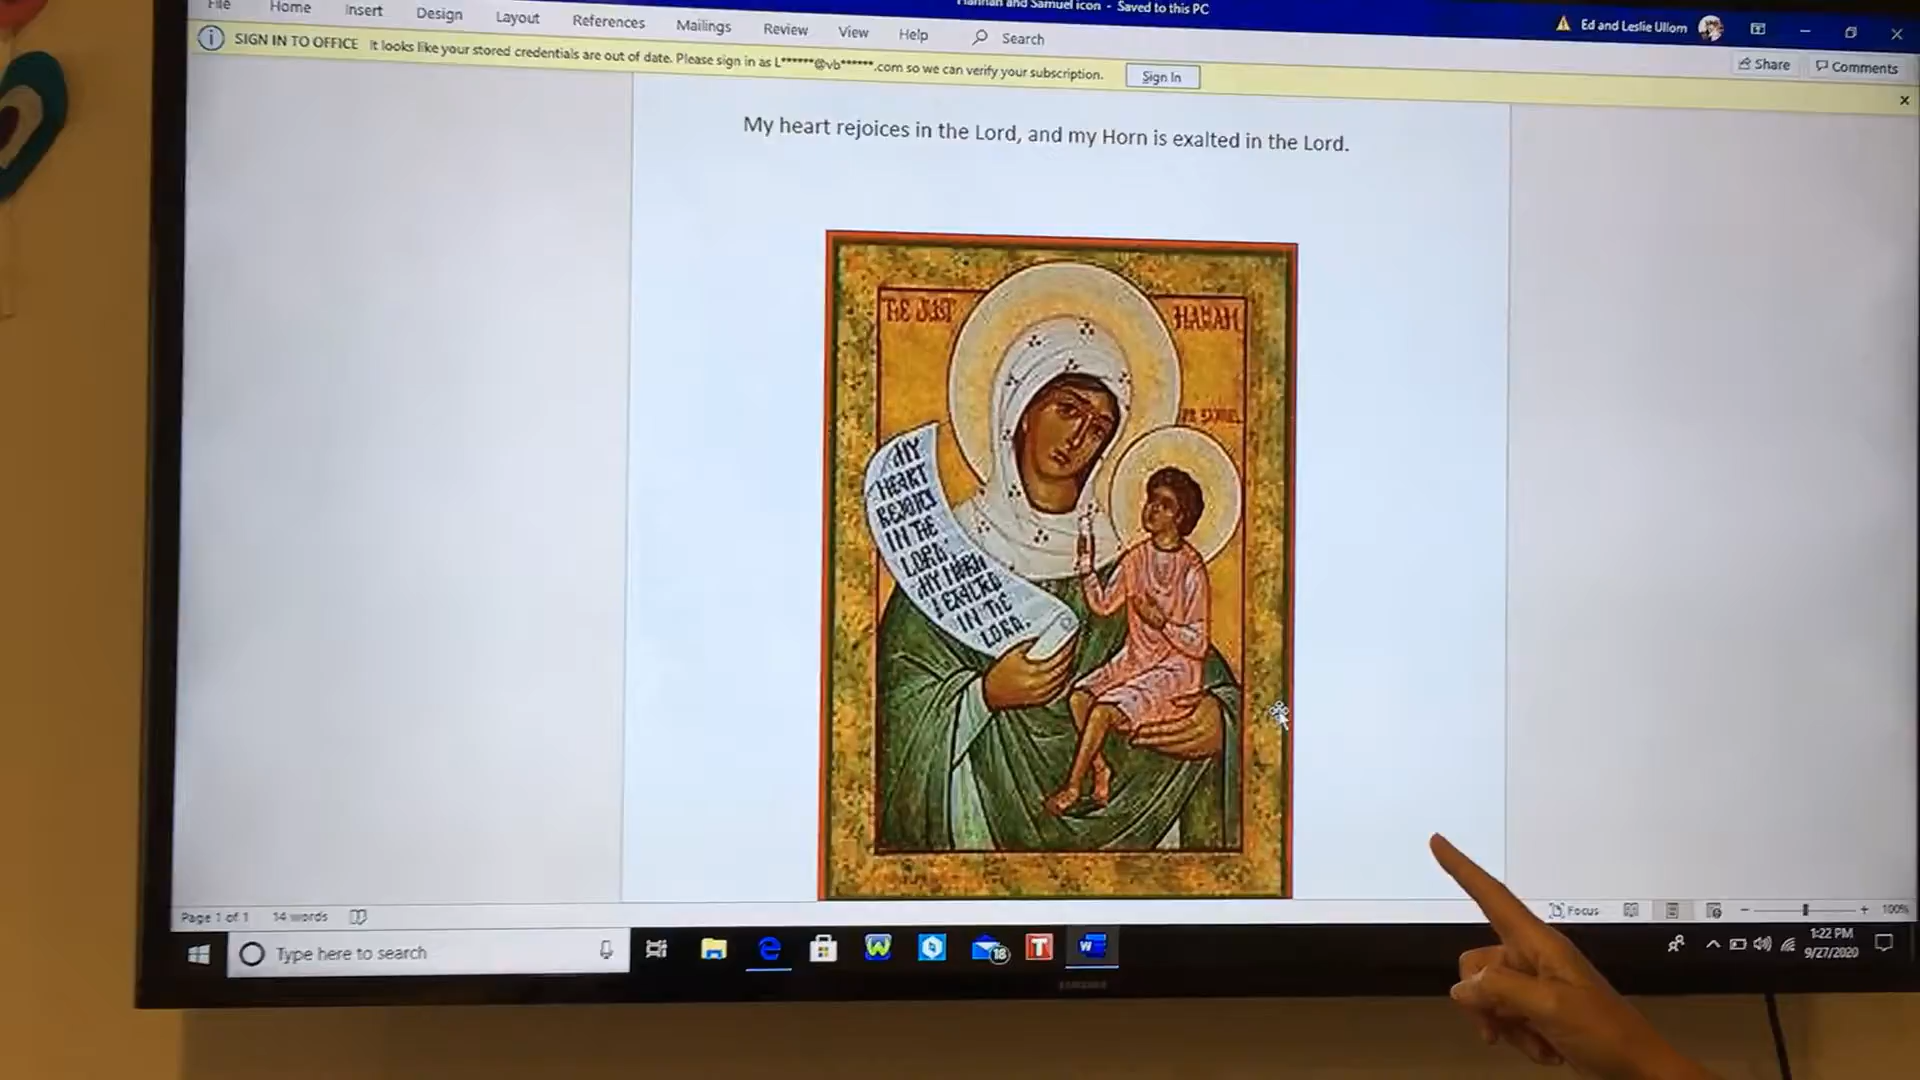 Hannah and Samuel icon - Saved to this PC
Ed and Leslie Ullom
File Home Insert Design Layout References Mailings Review View Help Search
Share Comments
SIGN IN TO OFFICE It looks like your stored credentials are out of date. Please sign in as L******@vb******.com so we can verify your subscription. Sign In
My heart rejoices in the Lord, and my Horn is exalted in the Lord.
THE JUST HANAH
MY
HEART
REJOICES
IN THE
LORD,
MY HORN
EXALTED
IN THE
LORD.
Page 1 of 1 14 words
Focus
100%
Type here to search
18
T
W
1:22 PM
9/27/2020
SAMSUNG